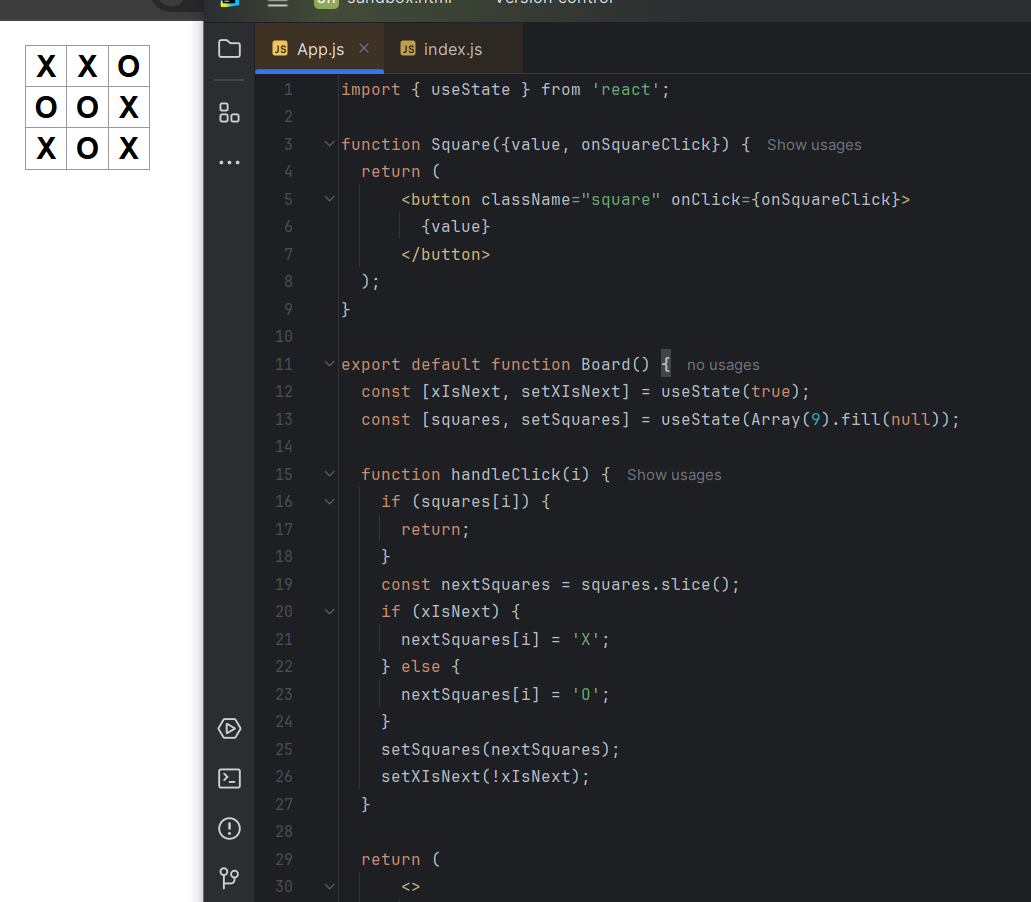 sandbox.html Version control
X X O
O O X
X O X
JS App.js × JS index.js
1 import { useState } from 'react';
2
3 function Square({value, onSquareClick}) { Show usages
4 return (
5 <button className="square" onClick={onSquareClick}>
6 {value}
7 </button>
8 );
9 }
10
11 export default function Board() { no usages
12 const [xIsNext, setXIsNext] = useState(true);
13 const [squares, setSquares] = useState(Array(9).fill(null));
14
15 function handleClick(i) { Show usages
16 if (squares[i]) {
17 return;
18 }
19 const nextSquares = squares.slice();
20 if (xIsNext) {
21 nextSquares[i] = 'X';
22 } else {
23 nextSquares[i] = 'O';
24 }
25 setSquares(nextSquares);
26 setXIsNext(!xIsNext);
27 }
28
29 return (
30 <>